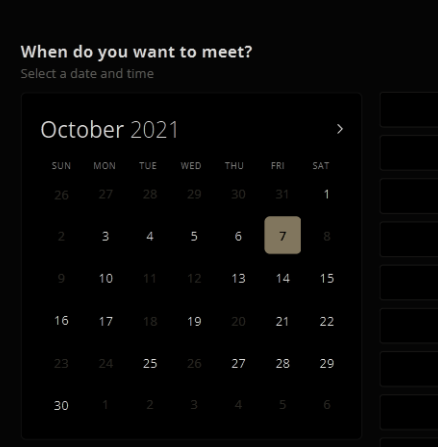 When do you want to meet?
Select a date and time
October 2021
SUN MON TUE WED THU FRI SAT
26 27 28 29 30 31 1
2 3 4 5 6 7 8
9 10 11 12 13 14 15
16 17 18 19 20 21 22
23 24 25 26 27 28 29
30 1 2 3 4 5 6